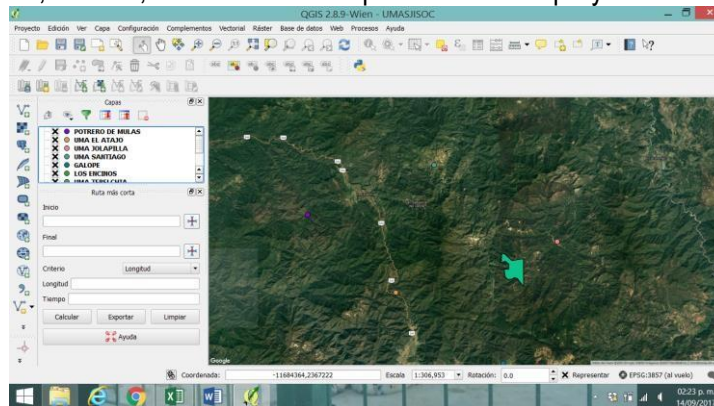 QGIS 2.8.9-Wien - UMASJISOC
Proyecto Edición Ver Capa Configuración Complementos Vectorial Ráster Base de datos Web Procesos Ayuda
Capas
POTRERO DE MULAS
UMA EL ATAJO
UMA JOLAPILLA
UMA SANTIAGO
GALOPE
LOS ENCINOS
Ruta más corta
Inicio
Final
Criterio Longitud
Longitud
Tiempo
Calcular Exportar Limpiar
Ayuda
Google
Coordenada: -11684364,2367222 Escala 1:306,953 Rotación: 0.0 Representar EPSG:3857 (al vuelo)
02:23 p. m.
14/09/2017